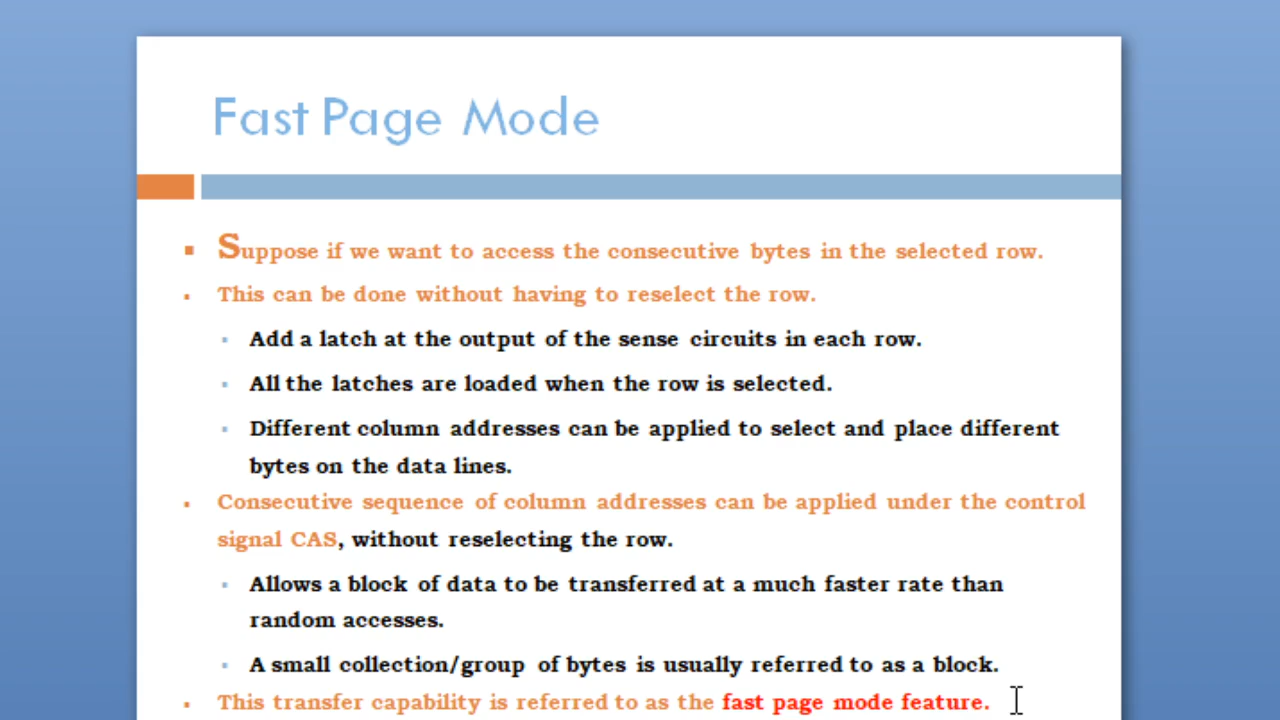 Fast Page Mode
Suppose if we want to access the consecutive bytes in the selected row.
This can be done without having to reselect the row.
Add a latch at the output of the sense circuits in each row.
All the latches are loaded when the row is selected.
Different column addresses can be applied to select and place different
bytes on the data lines.
Consecutive sequence of column addresses can be applied under the control
signal CAS, without reselecting the row.
Allows a block of data to be transferred at a much faster rate than
random accesses.
A small collection/group of bytes is usually referred to as a block.
This transfer capability is referred to as the fast page mode feature.